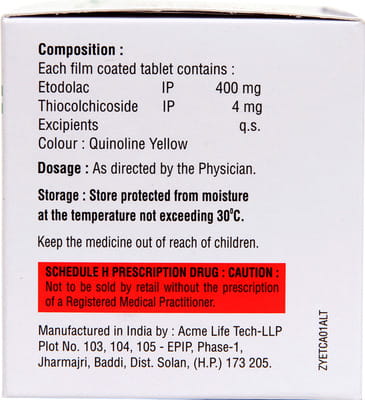 Composition :
Each film coated tablet contains :
Etodolac IP 400 mg
Thiocolchicoside IP 4 mg
Excipients q.s.
Colour : Quinoline Yellow
Dosage : As directed by the Physician.
Storage : Store protected from moisture
at the temperature not exceeding 30°C.
Keep the medicine out of reach of children.
SCHEDULE H PRESCRIPTION DRUG : CAUTION :
Not to be sold by retail without the prescription
of a Registered Medical Practitioner.
Manufactured in India by : Acme Life Tech-LLP
Plot No. 103, 104, 105 - EPIP, Phase-1,
Jharmajri, Baddi, Dist. Solan, (H.P.) 173 205.
ZYETCA01ALT